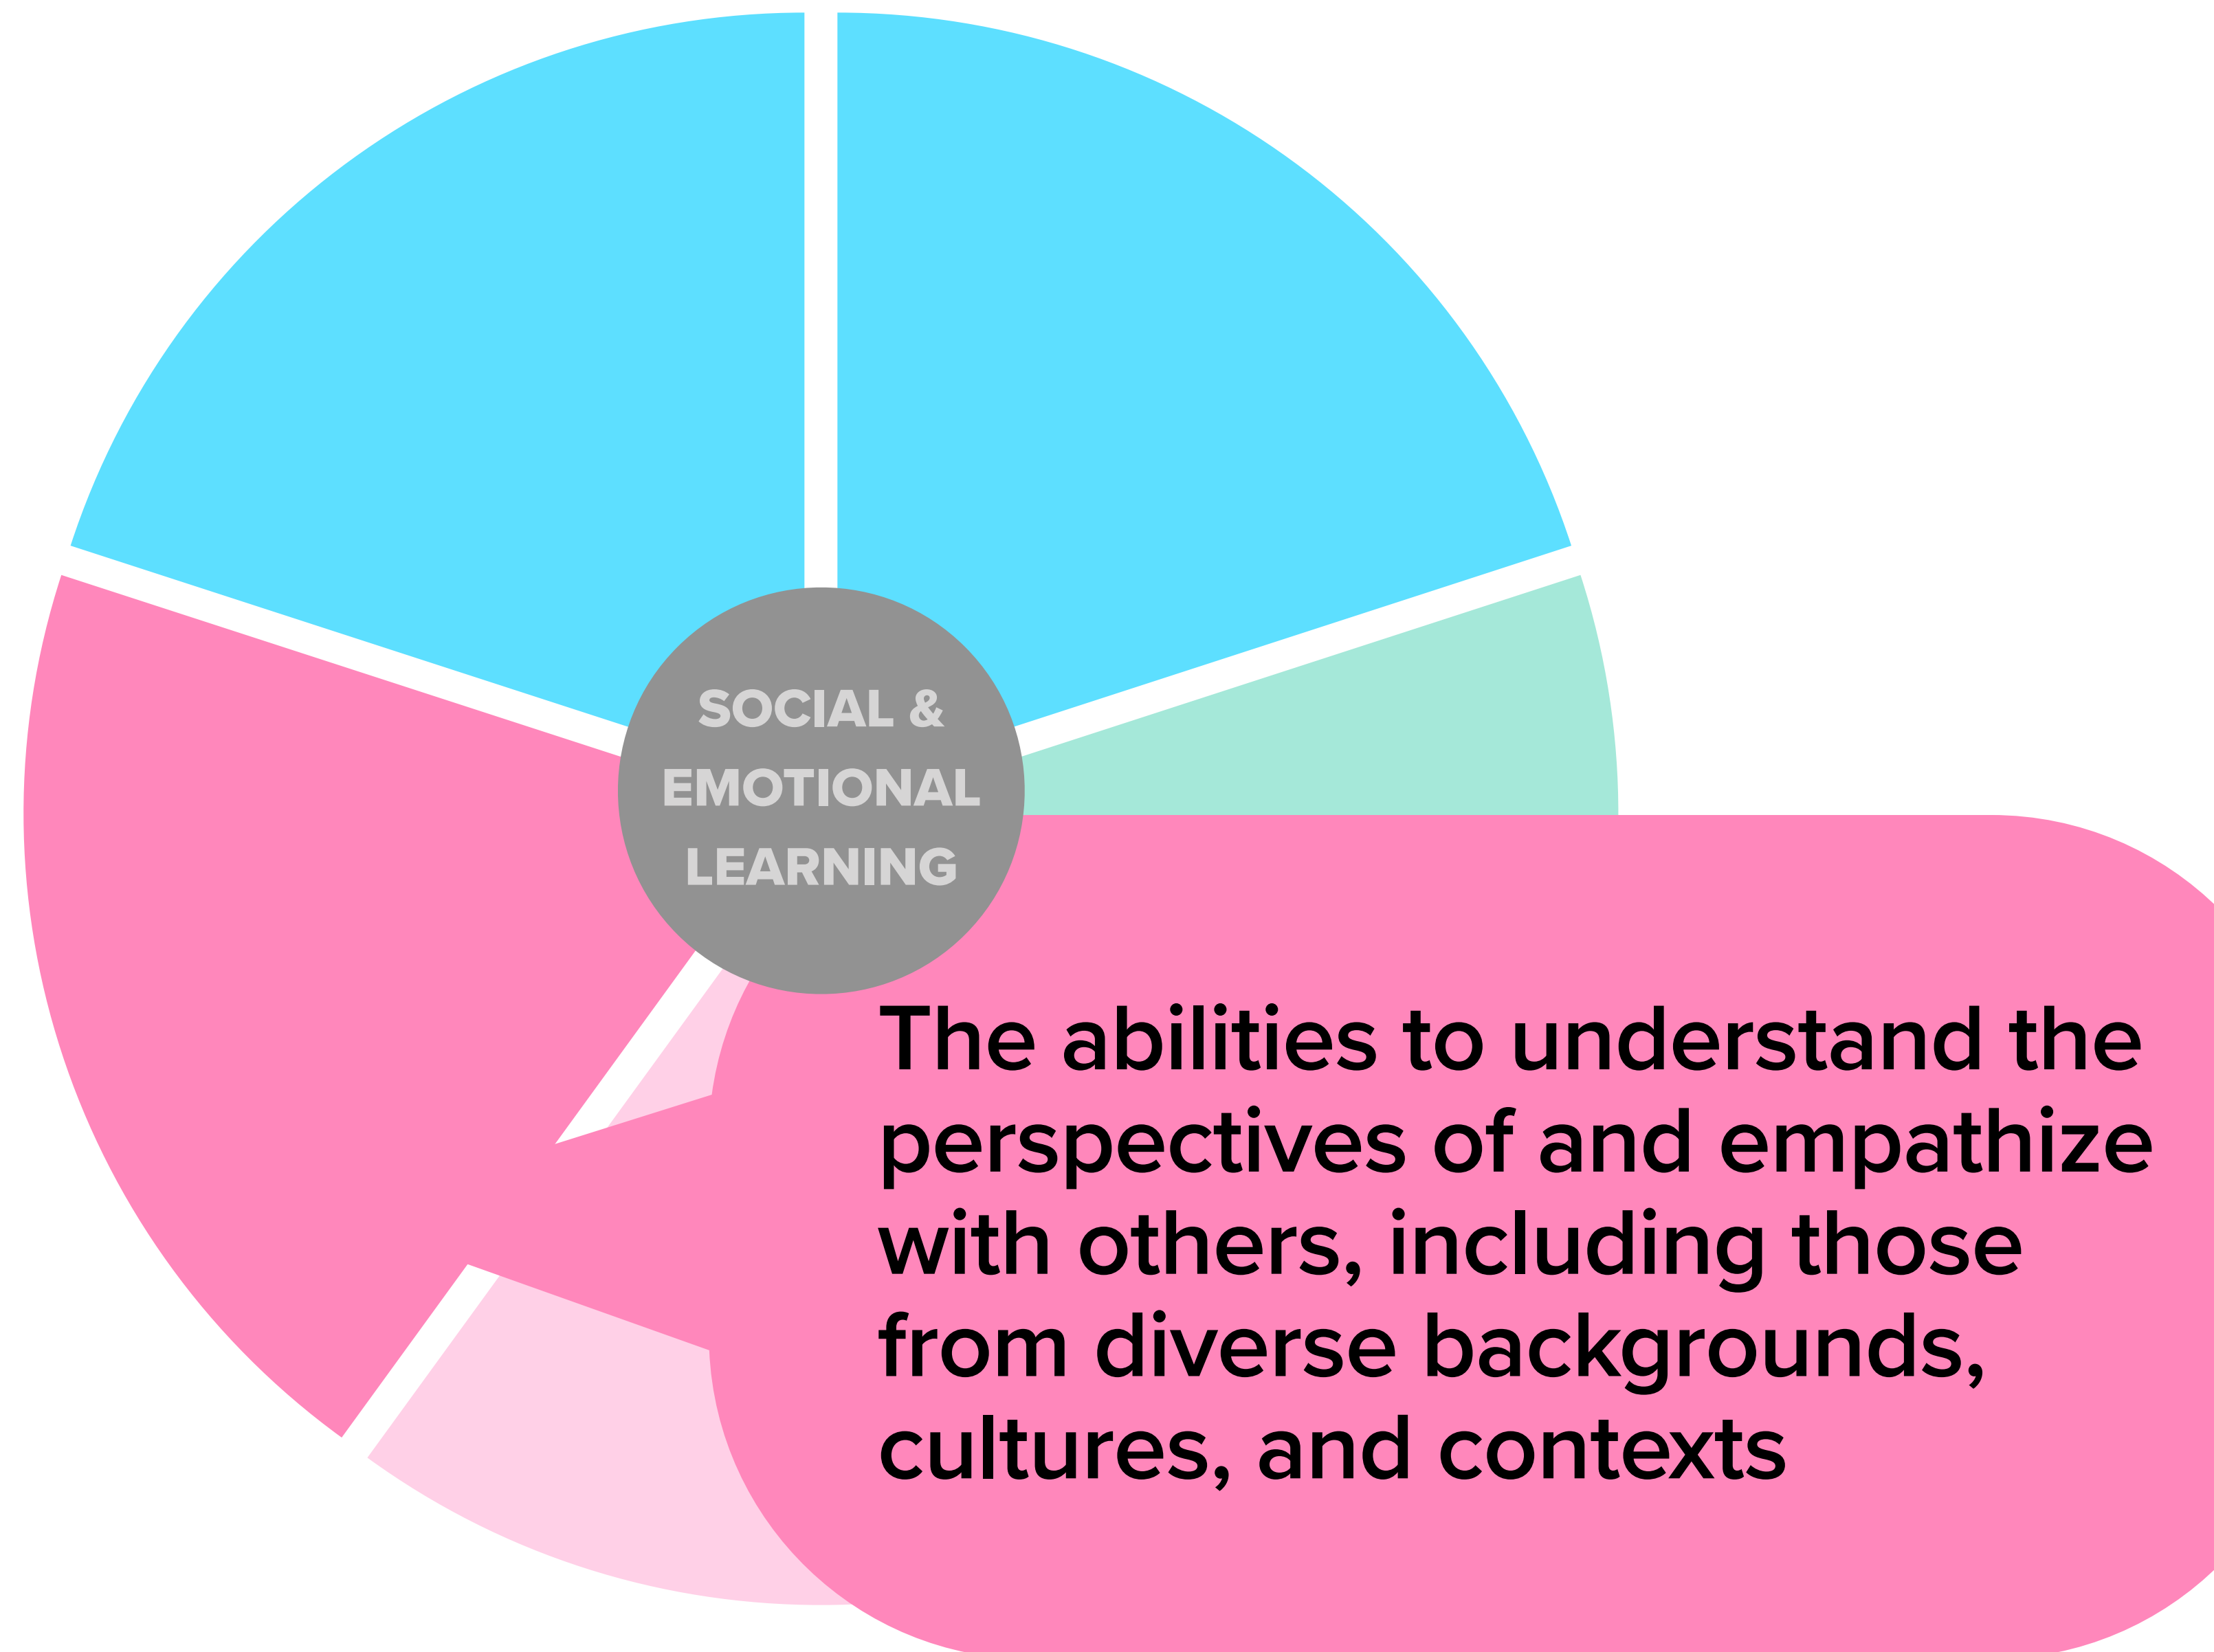 SOCIAL &
EMOTIONAL
LEARNING
The abilities to understand the
perspectives of and empathize
with others, including those
from diverse backgrounds,
cultures, and contexts